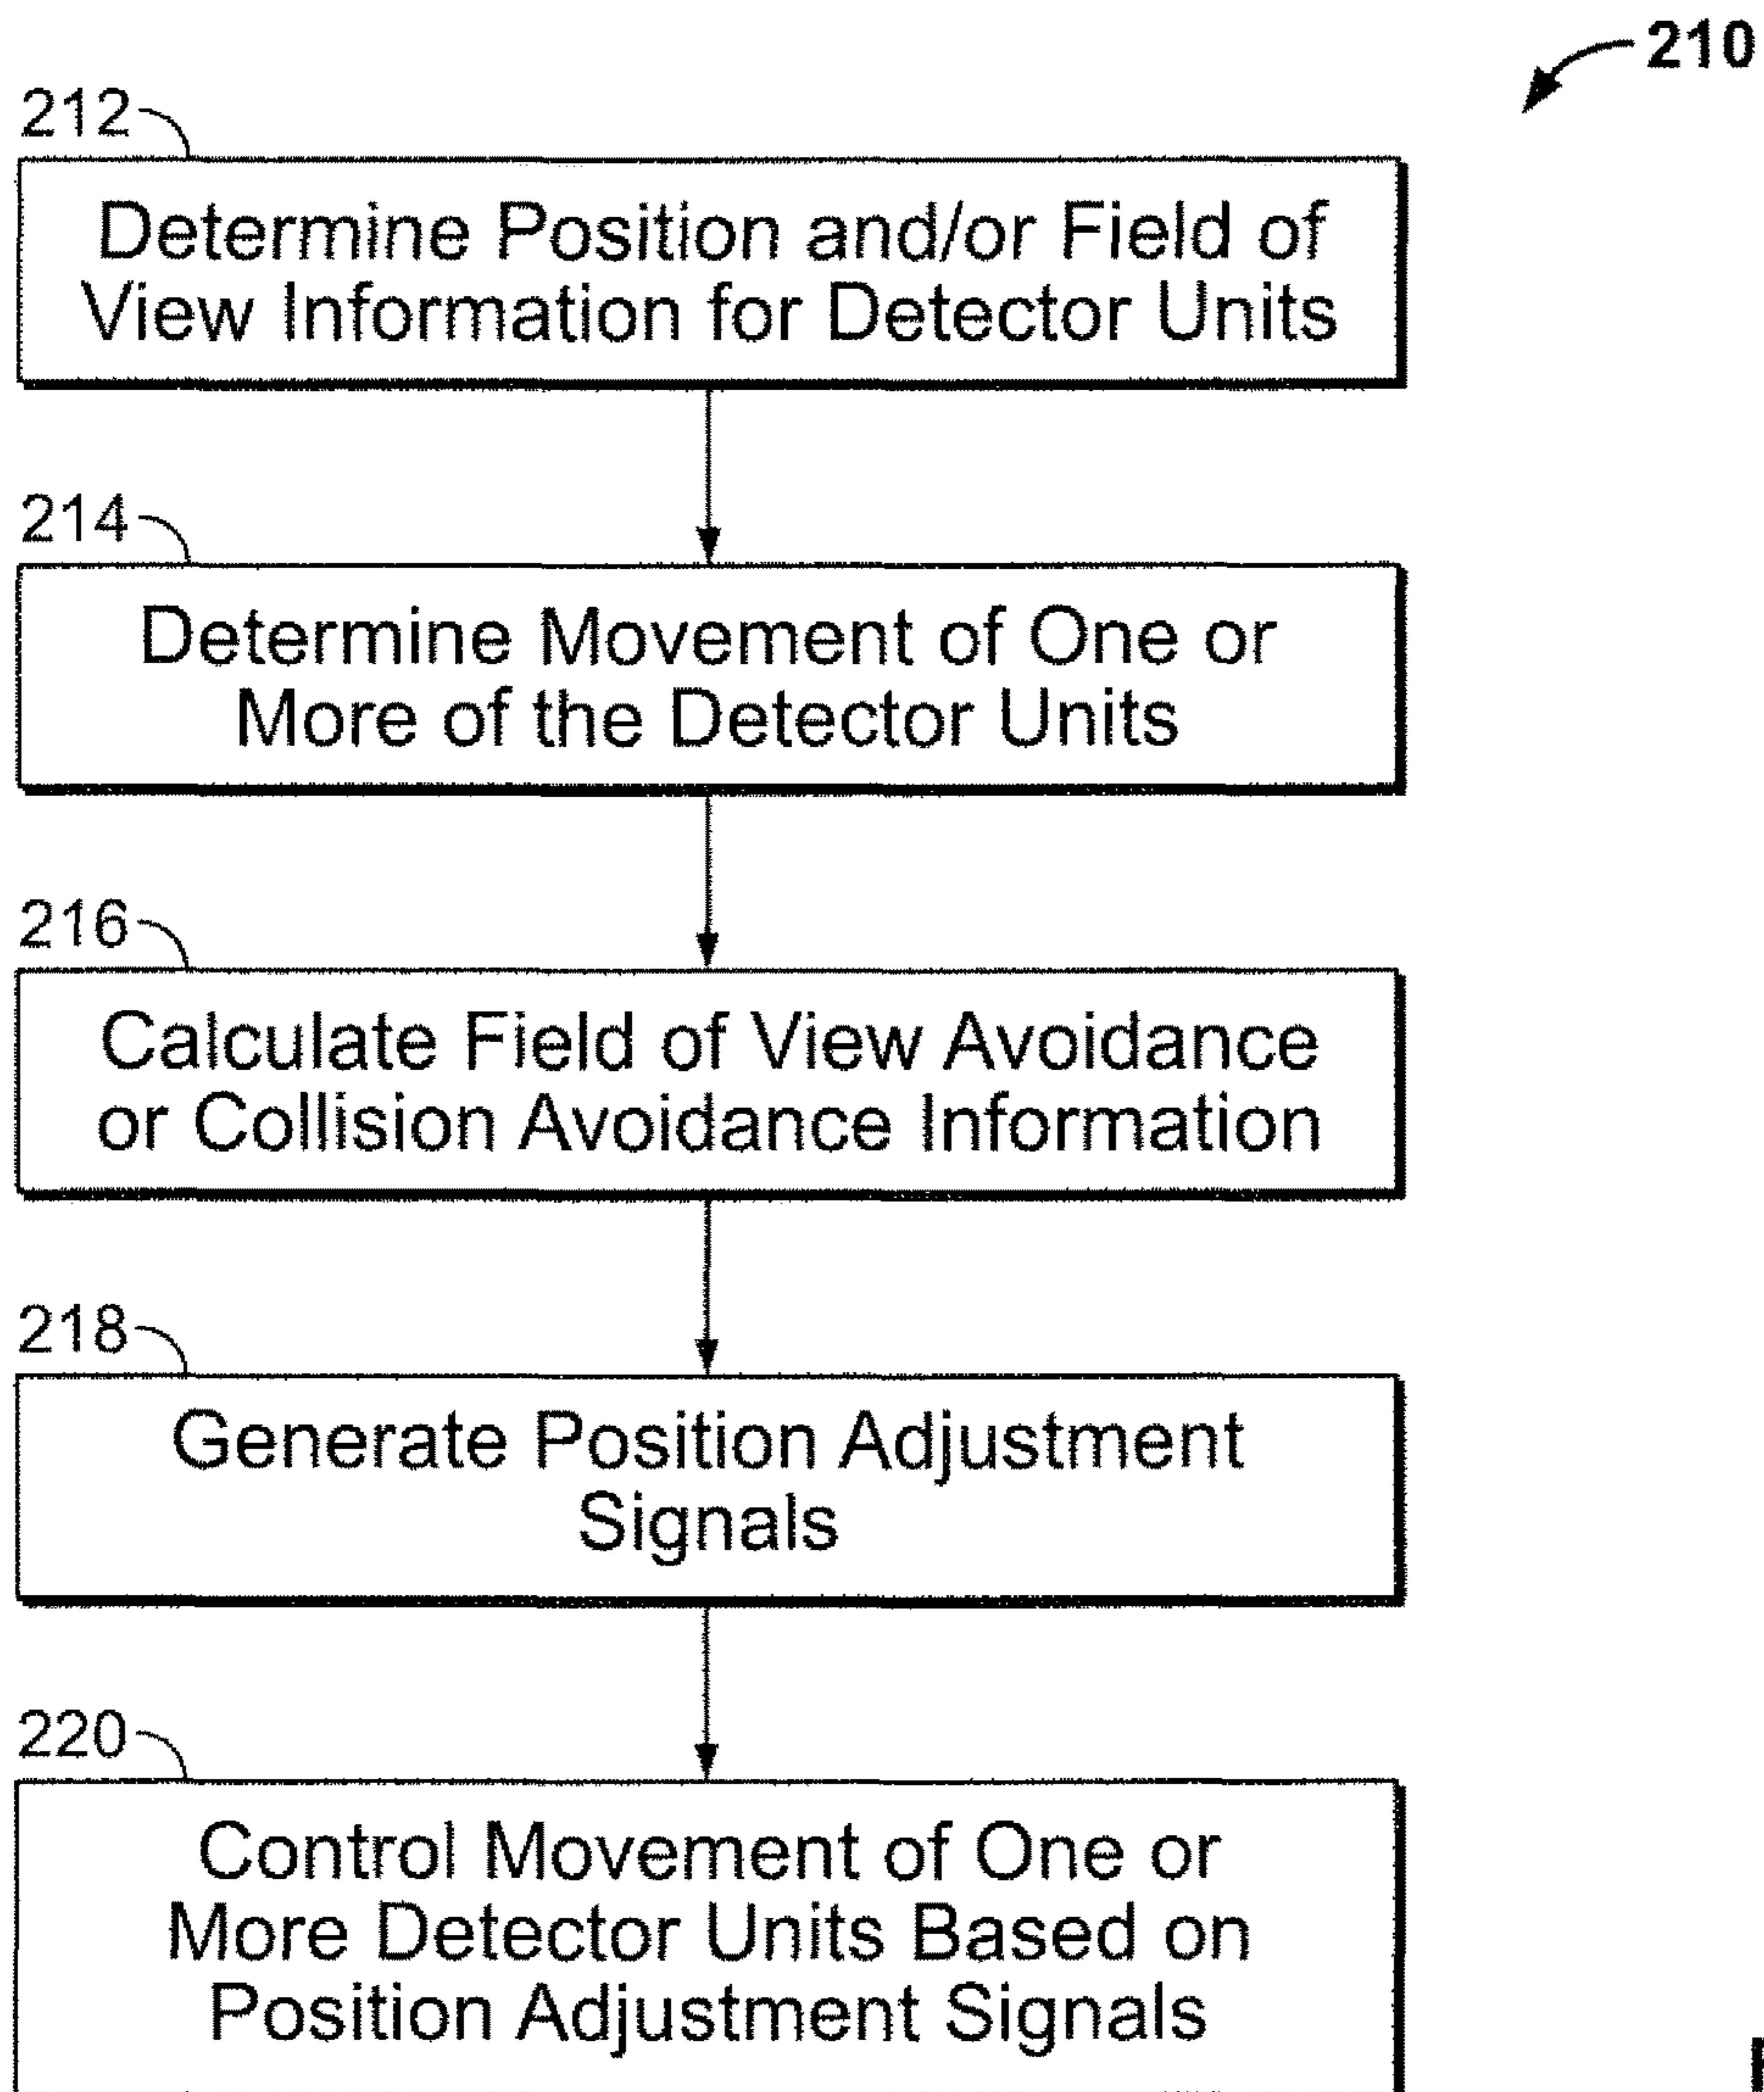 210
212
Determine Position and/or Field of
View Information for Detector Units
214
Determine Movement of One or
More of the Detector Units
216
Calculate Field of View Avoidance
or Collision Avoidance Information
218
Generate Position Adjustment
Signals
220
Control Movement of One or
More Detector Units Based on
Position Adjustment Signals